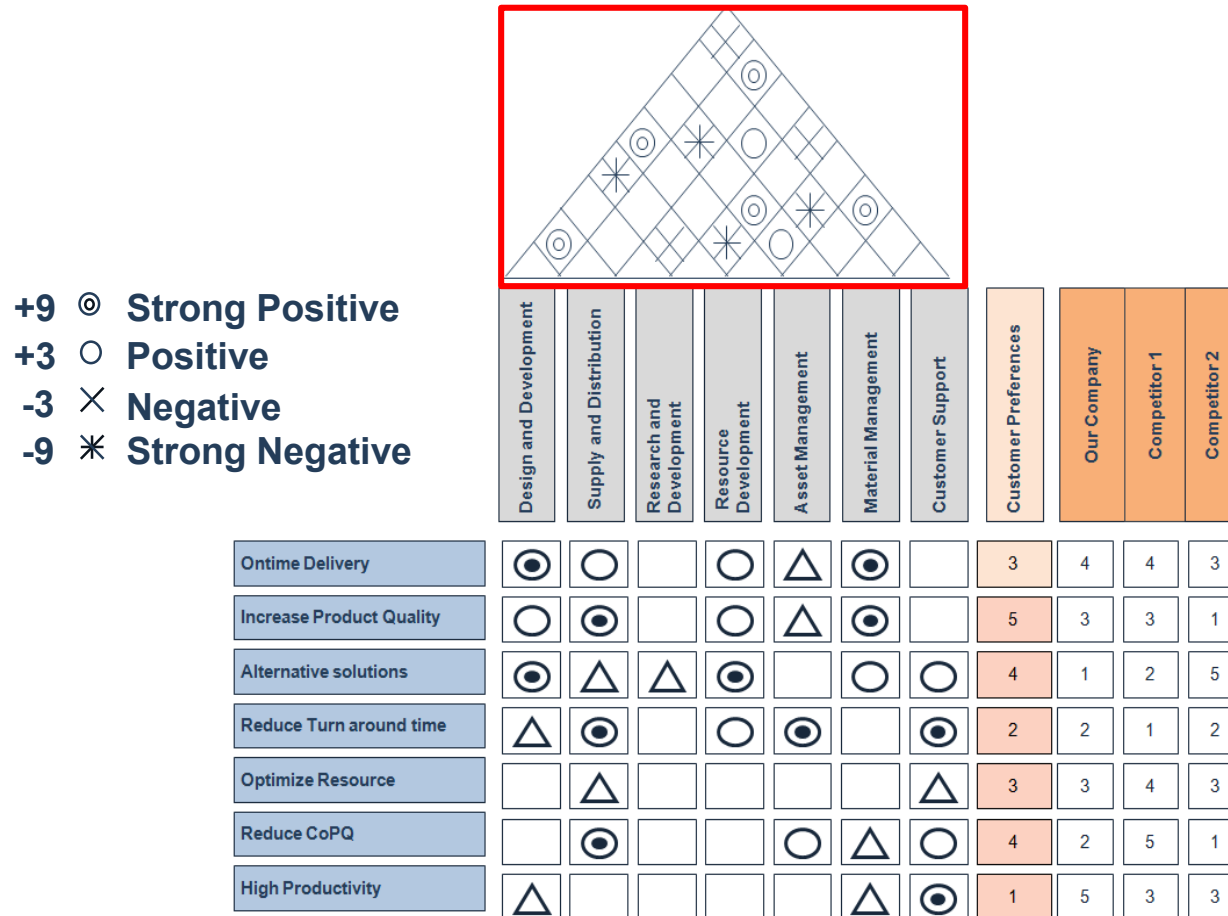 +9 Strong Positive
+3 Positive
-3 Negative
-9 Strong Negative
Design and Development
Supply and Distribution
Research and
Development
Resource
Development
Asset Management
Material Management
Customer Support
Customer Preferences
Our Company
Competitor 1
Competitor 2
Ontime Delivery 3 4 4 3
Increase Product Quality 5 3 3 1
Alternative solutions 4 1 2 5
Reduce Turn around time 2 2 1 2
Optimize Resource 3 3 4 3
Reduce CoPQ 4 2 5 1
High Productivity 1 5 3 3